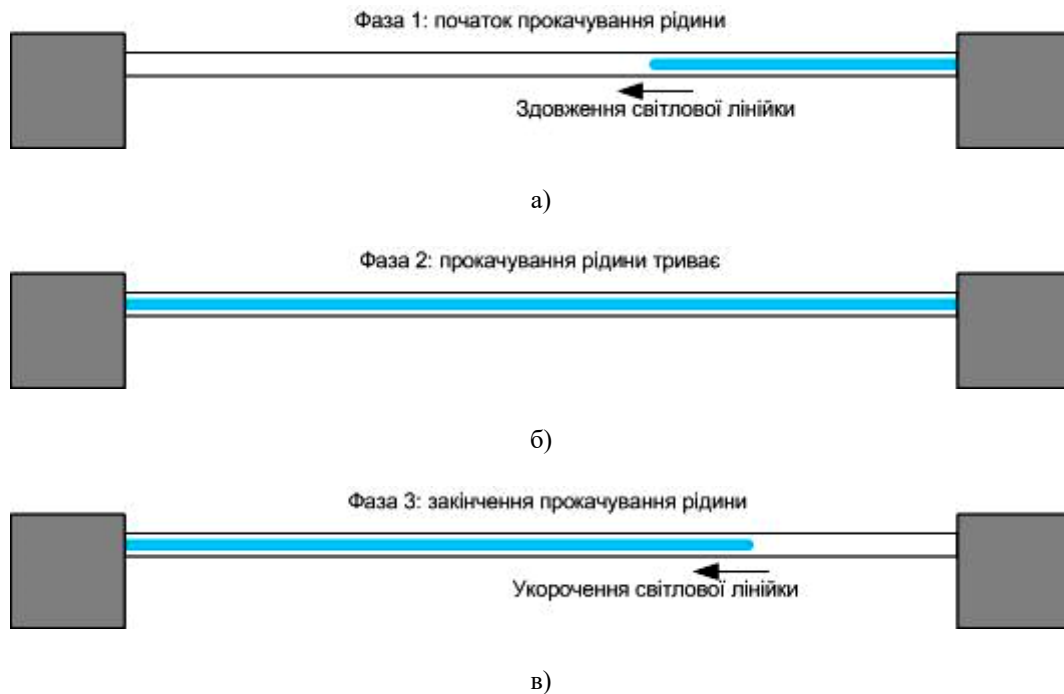 Фаза 1: початок прокачування рідини
Здовження світлової лінійки
а)
Фаза 2: прокачування рідини триває
б)
Фаза 3: закінчення прокачування рідини
Укорочення світлової лінійки
в)